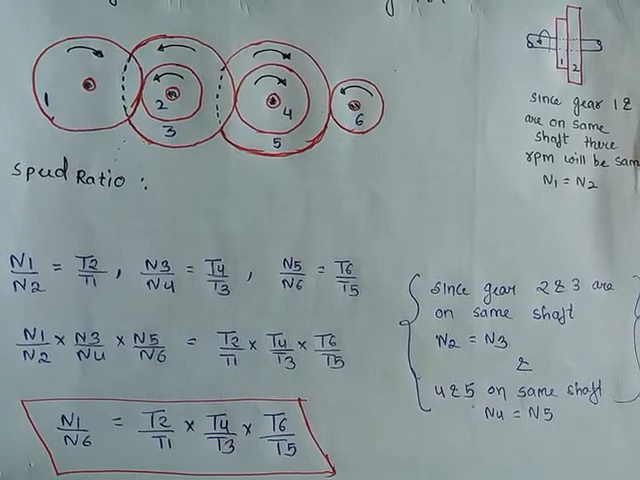 1
2
3
4
5
6
1
2
since gear 1 &
are on same
shaft there
rpm will be sam
N1 = N2
Speed Ratio :
N1/N2 = T2/T1 , N3/N4 = T4/T3 , N5/N6 = T6/T5
N1/N2 × N3/N4 × N5/N6 = T2/T1 × T4/T3 × T6/T5
N1/N6 = T2/T1 × T4/T3 × T6/T5
since gear 2 & 3 are
on same shaft
N2 = N3
&
4 & 5 on same shaft
N4 = N5